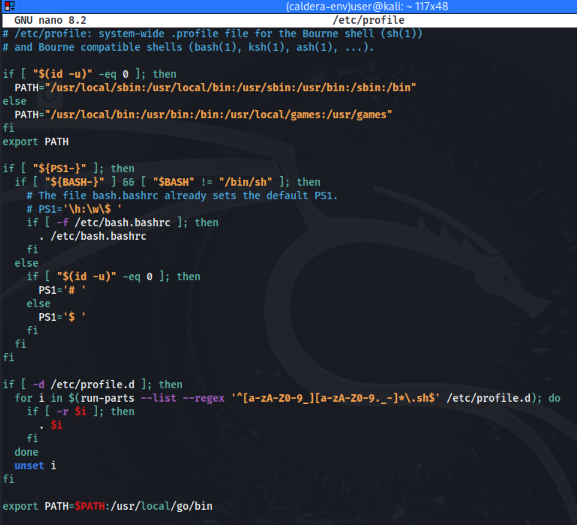 (caldera-env)user@kali: ~ 117x48
GNU nano 8.2 /etc/profile
# /etc/profile: system-wide .profile file for the Bourne shell (sh(1))
# and Bourne compatible shells (bash(1), ksh(1), ash(1), ...).

if [ "$(id -u)" -eq 0 ]; then
  PATH="/usr/local/sbin:/usr/local/bin:/usr/sbin:/usr/bin:/sbin:/bin"
else
  PATH="/usr/local/bin:/usr/bin:/bin:/usr/local/games:/usr/games"
fi
export PATH

if [ "${PS1-}" ]; then
  if [ "${BASH-}" ] && [ "$BASH" != "/bin/sh" ]; then
    # The file bash.bashrc already sets the default PS1.
    # PS1='\h:\w\$ '
    if [ -f /etc/bash.bashrc ]; then
      . /etc/bash.bashrc
    fi
  else
    if [ "$(id -u)" -eq 0 ]; then
      PS1='# '
    else
      PS1='$ '
    fi
  fi
fi

if [ -d /etc/profile.d ]; then
  for i in $(run-parts --list --regex '^[a-zA-Z0-9_][a-zA-Z0-9._-]*\.sh$' /etc/profile.d); do
    if [ -r $i ]; then
      . $i
    fi
  done
  unset i
fi

export PATH=$PATH:/usr/local/go/bin